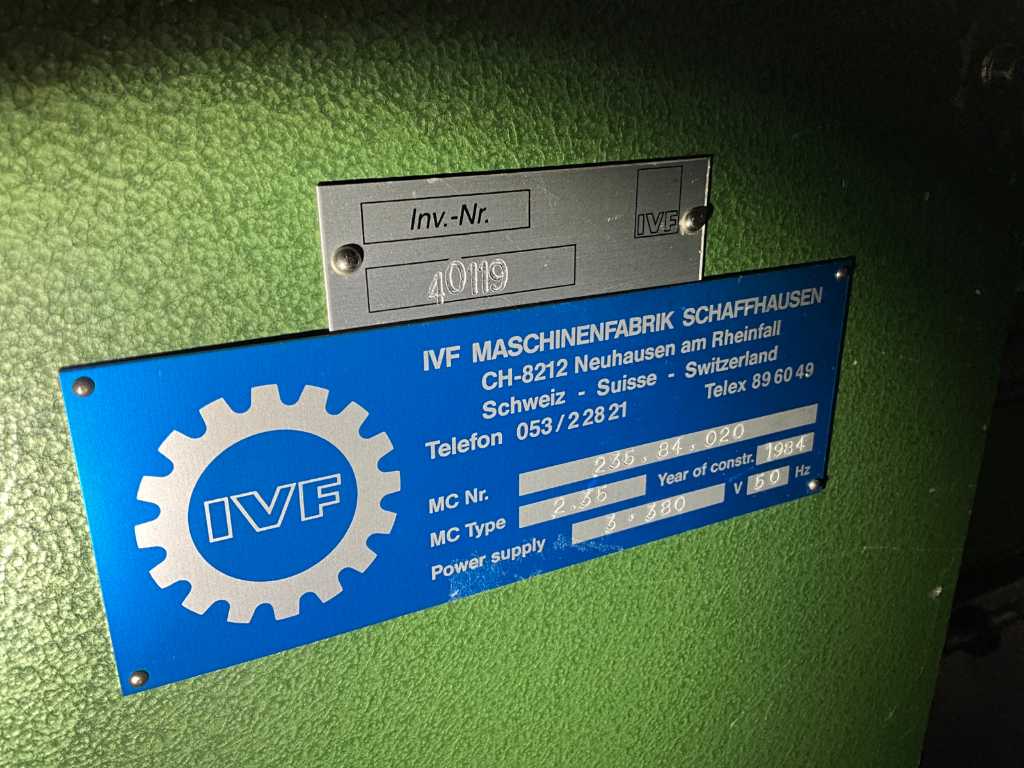 Inv.-Nr.
IVF
40119
IVF MASCHINENFABRIK SCHAFFHAUSEN
CH-8212 Neuhausen am Rheinfall
Schweiz - Suisse - Switzerland
Telefon 053/2 28 21 Telex 89 60 49
IVF
MC Nr. 235.84.020
MC Type 2.35 Year of constr. 1984
Power supply 3.380 V 50 Hz